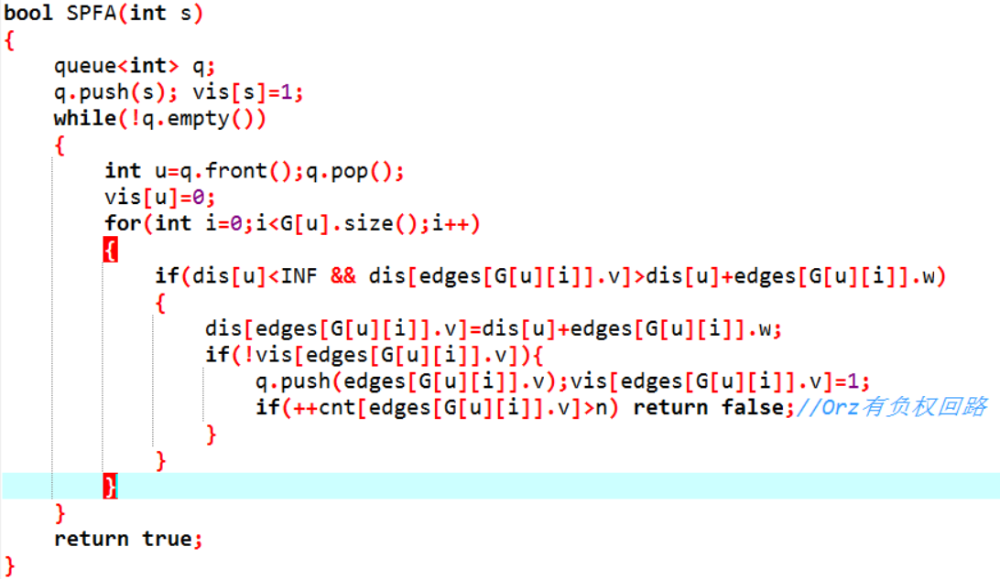 bool SPFA(int s)
{
    queue<int> q;
    q.push(s); vis[s]=1;
    while(!q.empty())
    {
        int u=q.front();q.pop();
        vis[u]=0;
        for(int i=0;i<G[u].size();i++)
        {
            if(dis[u]<INF && dis[edges[G[u][i]].v]>dis[u]+edges[G[u][i]].w)
            {
                dis[edges[G[u][i]].v]=dis[u]+edges[G[u][i]].w;
                if(!vis[edges[G[u][i]].v]){
                    q.push(edges[G[u][i]].v);vis[edges[G[u][i]].v]=1;
                    if(++cnt[edges[G[u][i]].v]>n) return false;//Orz有负权回路
                }
            }
        }
    }
    return true;
}